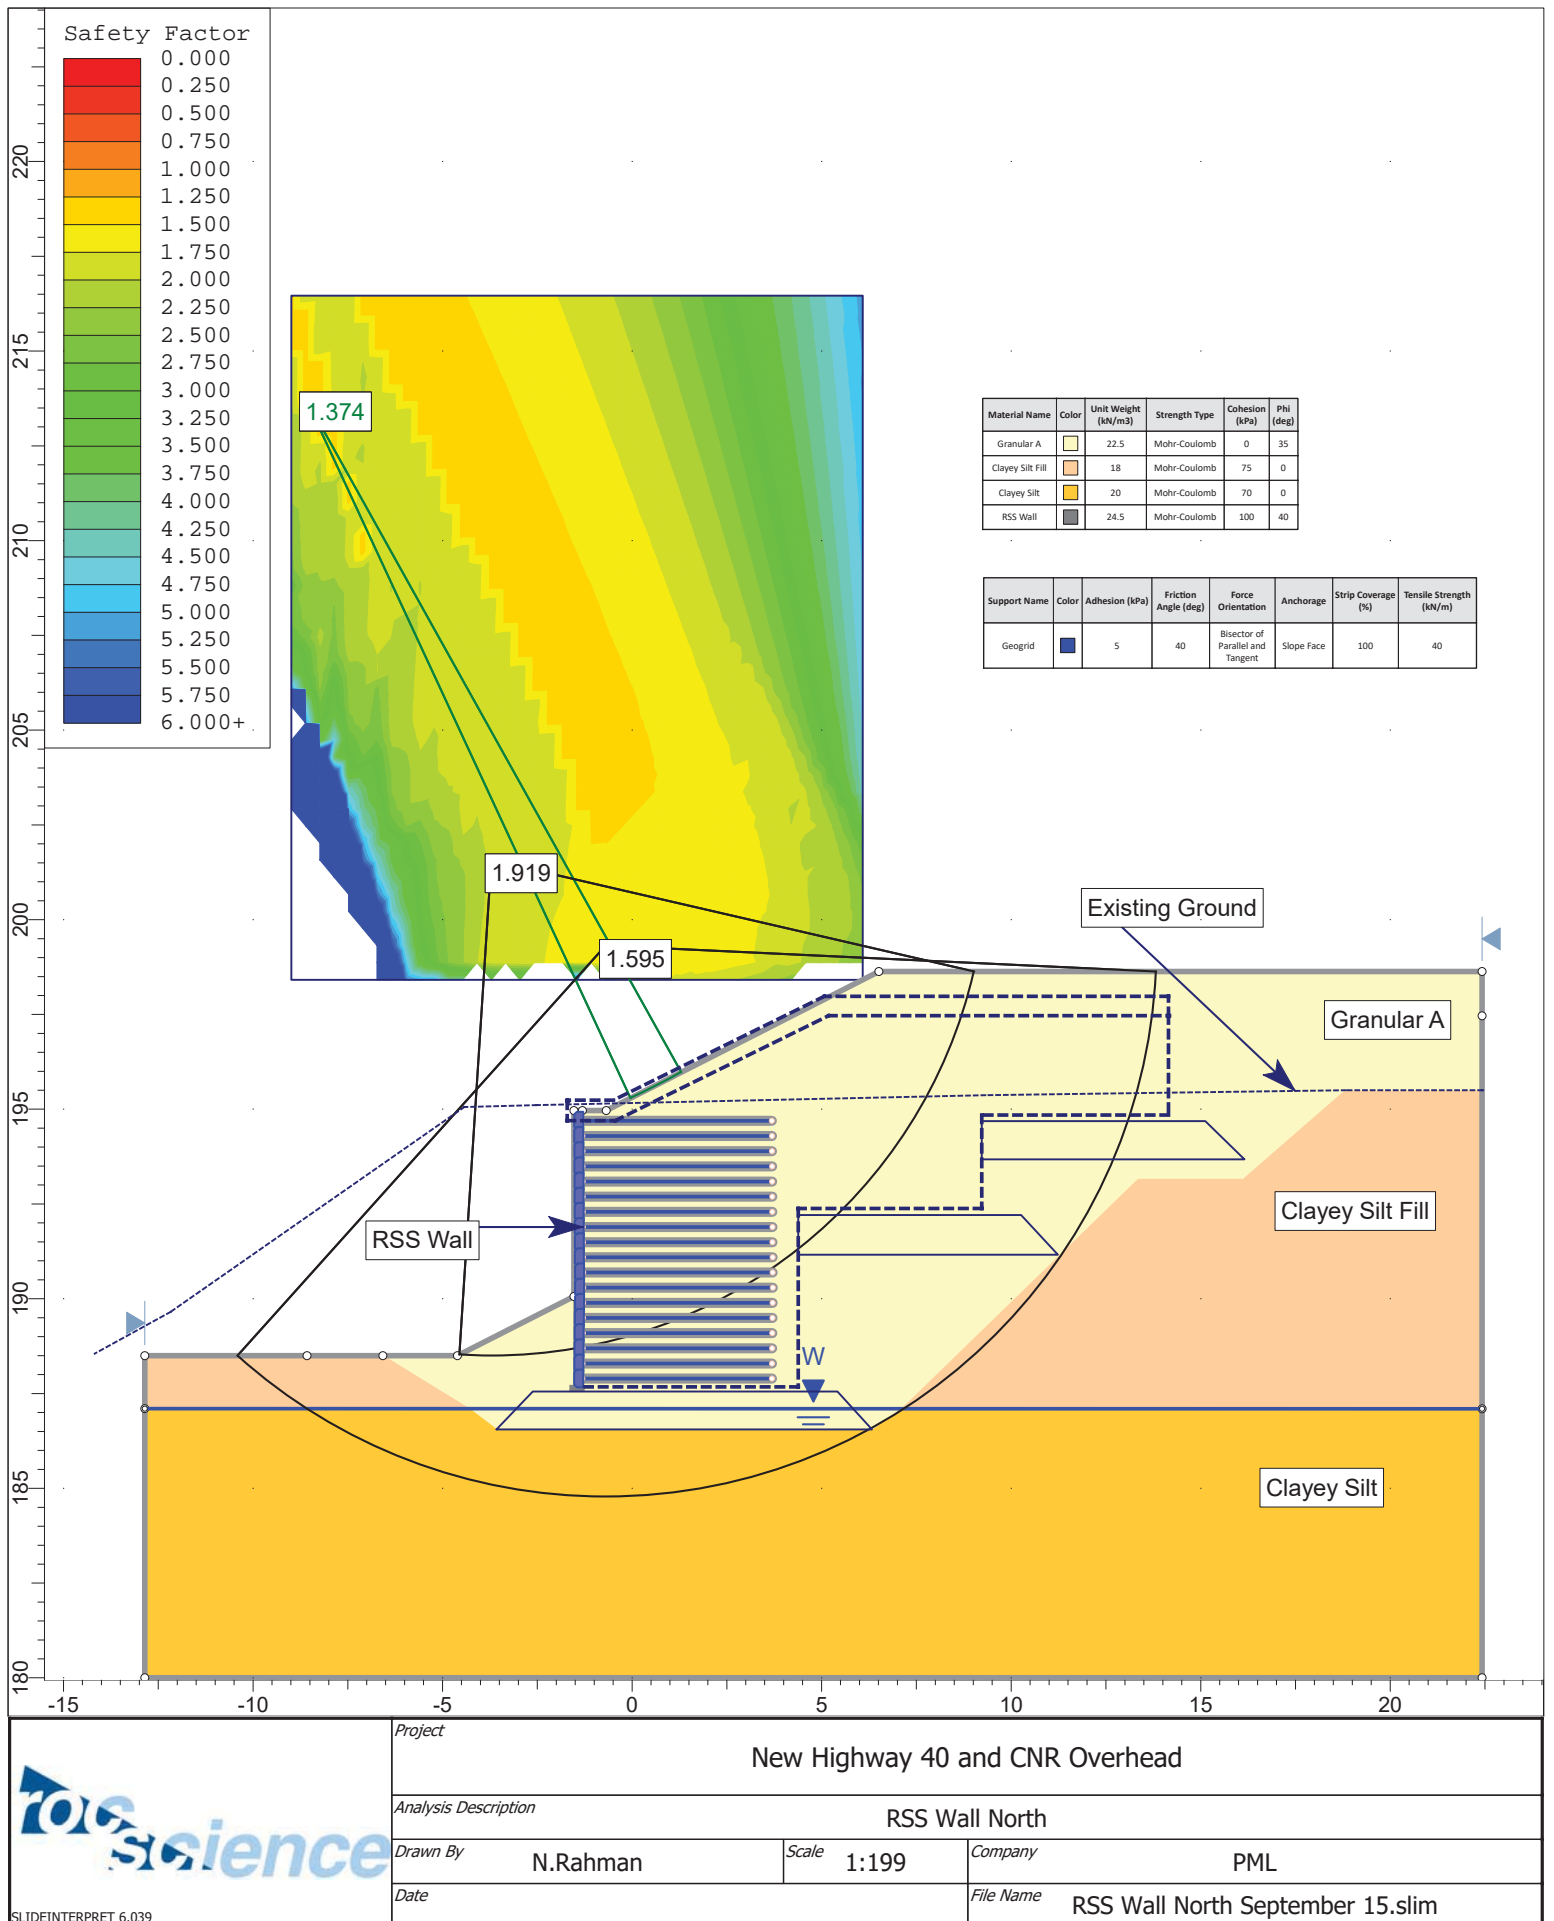 Safety Factor
0.000
0.250
0.500
0.750
1.000
1.250
1.500
1.750
2.000
2.250
2.500
2.750
3.000
3.250
3.500
3.750
4.000
4.250
4.500
4.750
5.000
5.250
5.500
5.750
6.000+
220
215
210
205
200
195
190
185
180
1.374
Material Name Color Unit Weight (kN/m3) Strength Type Cohesion (kPa) Phi (deg)
Granular A 22.5 Mohr-Coulomb 0 35
Clayey Silt Fill 18 Mohr-Coulomb 75 0
Clayey Silt 20 Mohr-Coulomb 70 0
RSS Wall 24.5 Mohr-Coulomb 100 40
Support Name Color Adhesion (kPa) Friction Angle (deg) Force Orientation Anchorage Strip Coverage (%) Tensile Strength (kN/m)
Geogrid 5 40 Bisector of Parallel and Tangent Slope Face 100 40
1.919
1.595
Existing Ground
Granular A
RSS Wall
Clayey Silt Fill
W
Clayey Silt
-15 -10 -5 0 5 10 15 20
rocscience
SLIDEINTERPRET 6.039
Project
New Highway 40 and CNR Overhead
Analysis Description
RSS Wall North
Drawn By N.Rahman Scale 1:199 Company PML
Date File Name RSS Wall North September 15.slim